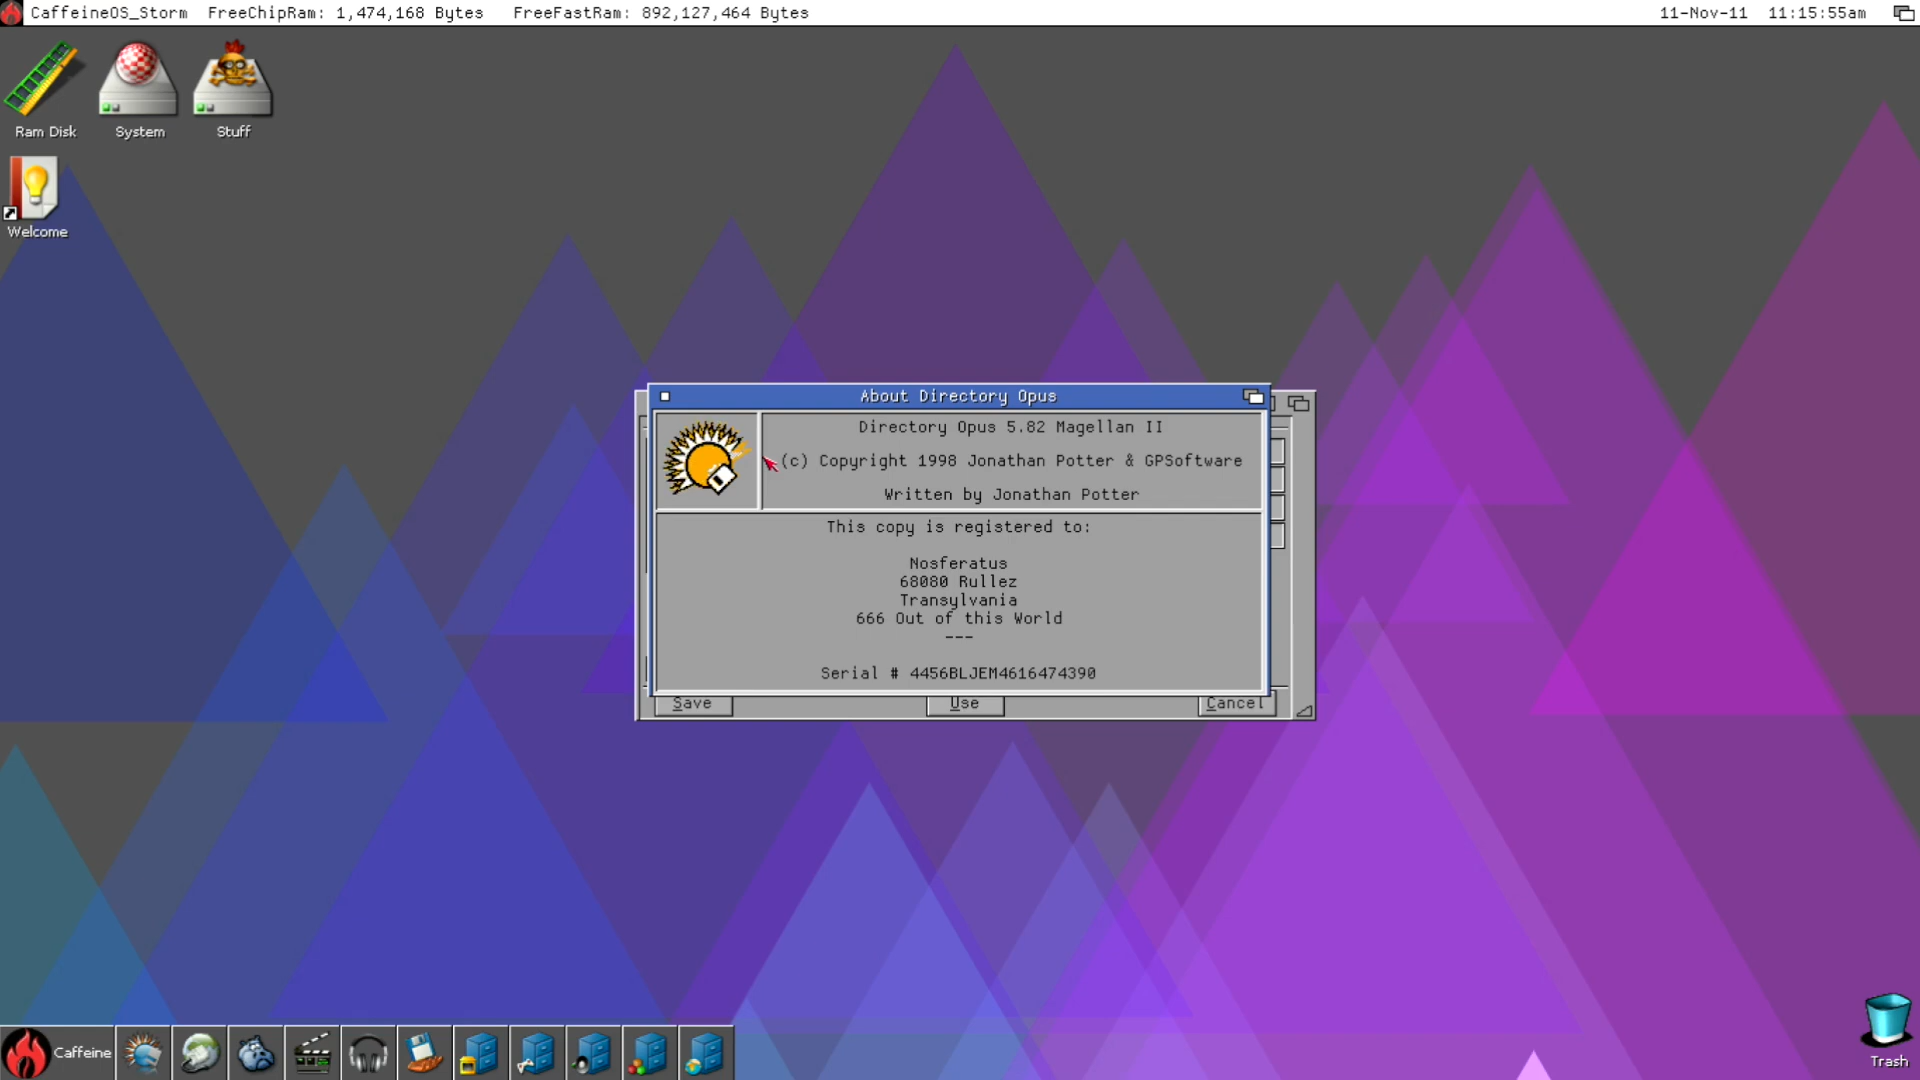 CaffeineOS_Storm FreeChipRam: 1,474,168 Bytes FreeFastRam: 892,127,464 Bytes 11-Nov-11 11:15:55am
Ram Disk System Stuff
Welcome
About Directory Opus
Directory Opus 5.82 Magellan II
(c) Copyright 1998 Jonathan Potter & GPSoftware
Written by Jonathan Potter
This copy is registered to:
Nosferatus
68080 Rullez
Transylvania
666 Out of this World
---
Serial # 4456BLJEM4616474390
Save Use Cancel
Caffeine
Trash